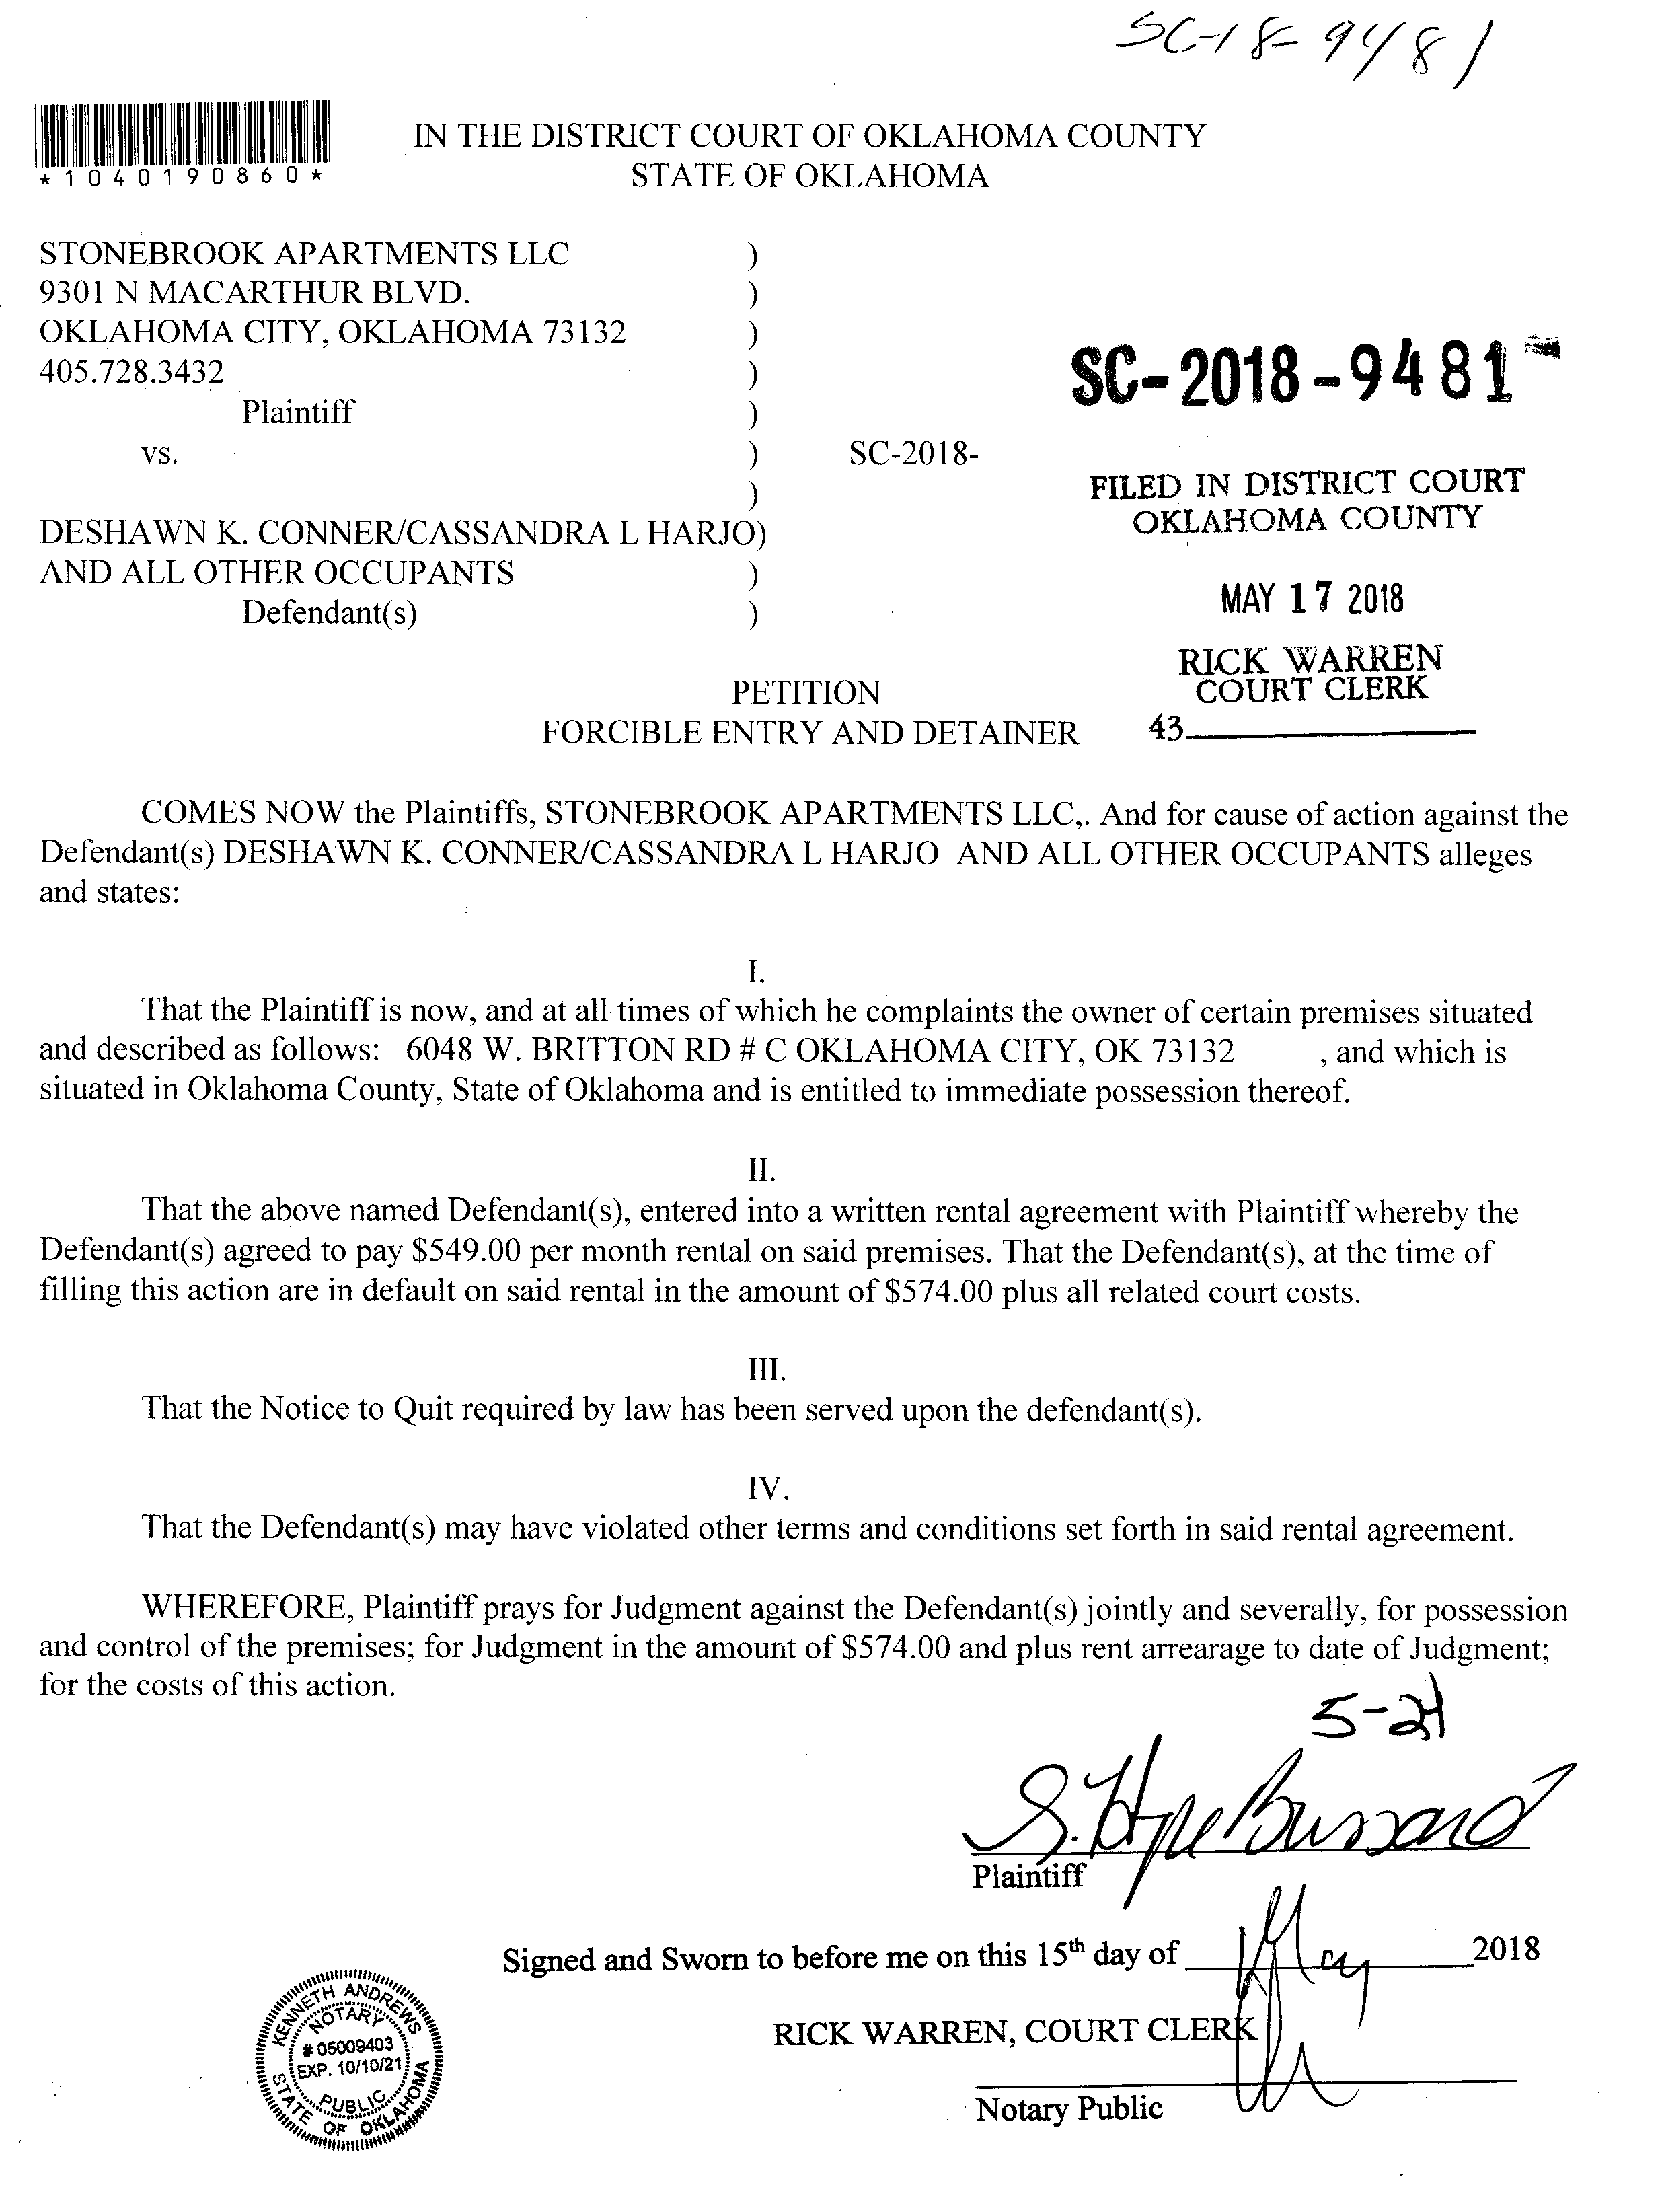 SC-18-9481
*1040190860*
IN THE DISTRICT COURT OF OKLAHOMA COUNTY
STATE OF OKLAHOMA
STONEBROOK APARTMENTS LLC )
9301 N MACARTHUR BLVD. )
OKLAHOMA CITY, OKLAHOMA 73132 )
405.728.3432 )
Plaintiff )
vs. ) SC-2018-
)
DESHAWN K. CONNER/CASSANDRA L HARJO)
AND ALL OTHER OCCUPANTS )
Defendant(s) )
SC-2018-9481
FILED IN DISTRICT COURT
OKLAHOMA COUNTY
MAY 17 2018
RICK WARREN
COURT CLERK
43
PETITION
FORCIBLE ENTRY AND DETAINER
COMES NOW the Plaintiffs, STONEBROOK APARTMENTS LLC,. And for cause of action against the
Defendant(s) DESHAWN K. CONNER/CASSANDRA L HARJO AND ALL OTHER OCCUPANTS alleges
and states:
I.
That the Plaintiff is now, and at all times of which he complaints the owner of certain premises situated
and described as follows: 6048 W. BRITTON RD # C OKLAHOMA CITY, OK 73132 , and which is
situated in Oklahoma County, State of Oklahoma and is entitled to immediate possession thereof.
II.
That the above named Defendant(s), entered into a written rental agreement with Plaintiff whereby the
Defendant(s) agreed to pay $549.00 per month rental on said premises. That the Defendant(s), at the time of
filling this action are in default on said rental in the amount of $574.00 plus all related court costs.
III.
That the Notice to Quit required by law has been served upon the defendant(s).
IV.
That the Defendant(s) may have violated other terms and conditions set forth in said rental agreement.
WHEREFORE, Plaintiff prays for Judgment against the Defendant(s) jointly and severally, for possession
and control of the premises; for Judgment in the amount of $574.00 and plus rent arrearage to date of Judgment;
for the costs of this action.
5-24
Plaintiff
Signed and Sworn to before me on this 15th day of May 2018
RICK WARREN, COURT CLERK
Notary Public
KENNETH ANDREWS
NOTARY
# 05009403
EXP. 10/10/21
PUBLIC
STATE OF OKLAHOMA